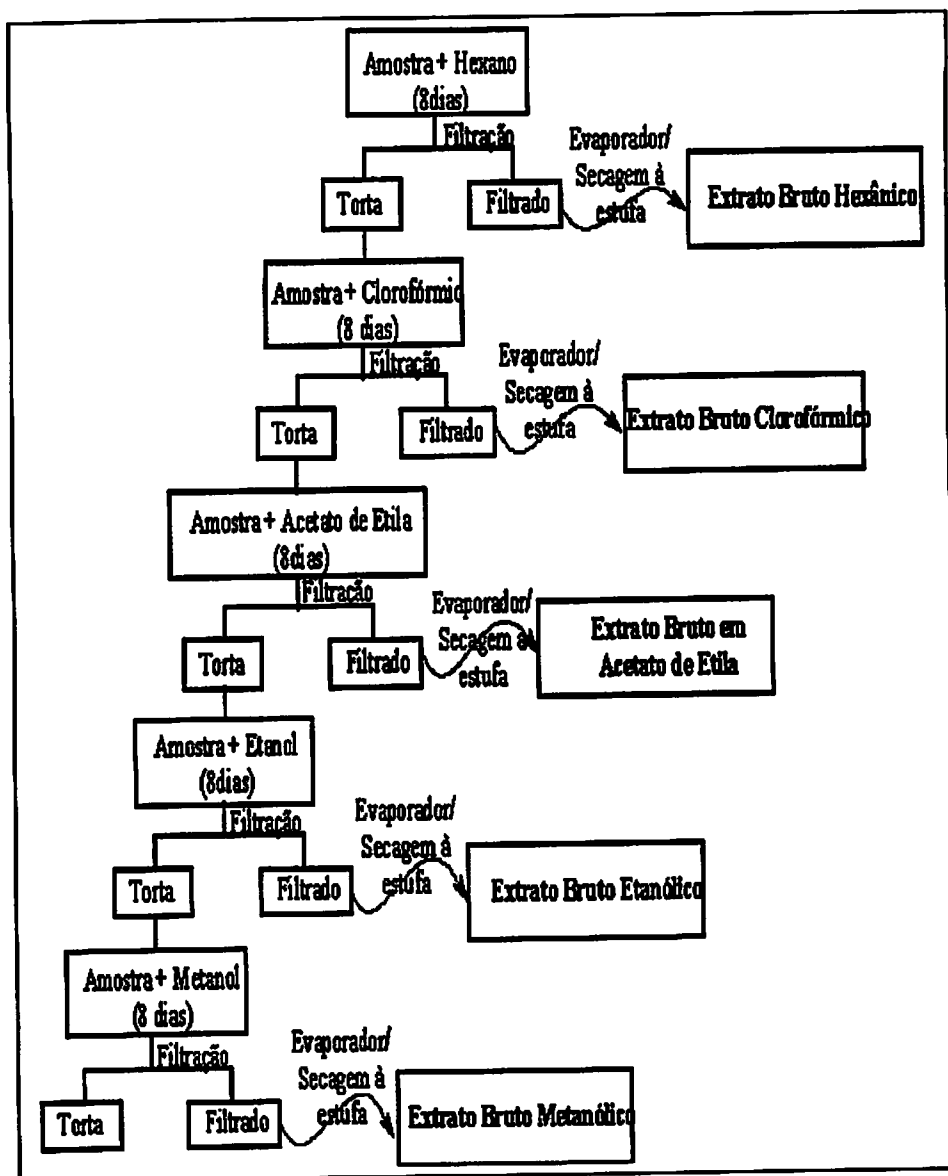 Amostra + Hexano
(8dias)
Filtração
Evaporador/
Secagem à
estufa
Torta
Filtrado
Extrato Bruto Hexânico
Amostra + Clorofórmio
(8 dias)
Filtração
Evaporador/
Secagem à
estufa
Torta
Filtrado
Extrato Bruto Clorofórmico
Amostra + Acetato de Etila
(8dias)
Filtração
Evaporador/
Secagem à
estufa
Torta
Filtrado
Extrato Bruto em
Acetato de Etila
Amostra + Etanol
(8dias)
Filtração
Evaporador/
Secagem à
estufa
Torta
Filtrado
Extrato Bruto Etanólico
Amostra + Metanol
(8 dias)
Filtração
Evaporador/
Secagem à
estufa
Torta
Filtrado
Extrato Bruto Metanólico